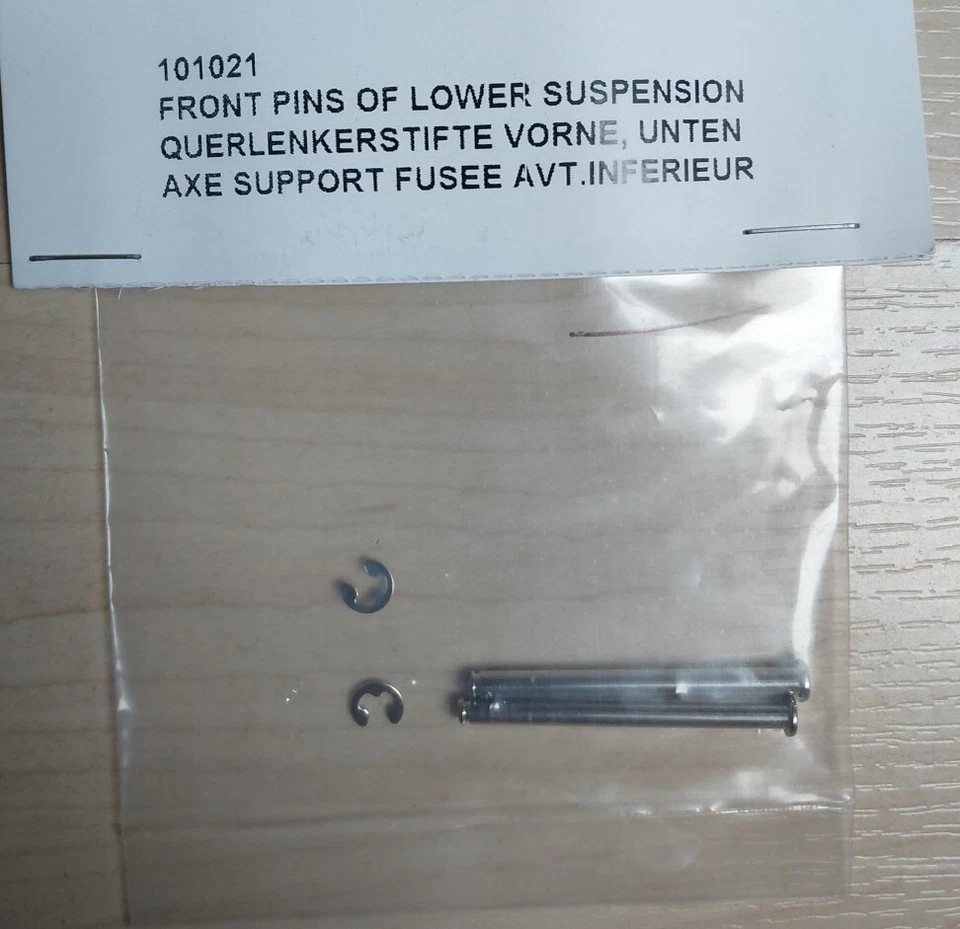 101021
FRONT PINS OF LOWER SUSPENSION
QUERLENKERSTIFTE VORNE, UNTEN
AXE SUPPORT FUSEE AVT.INFERIEUR